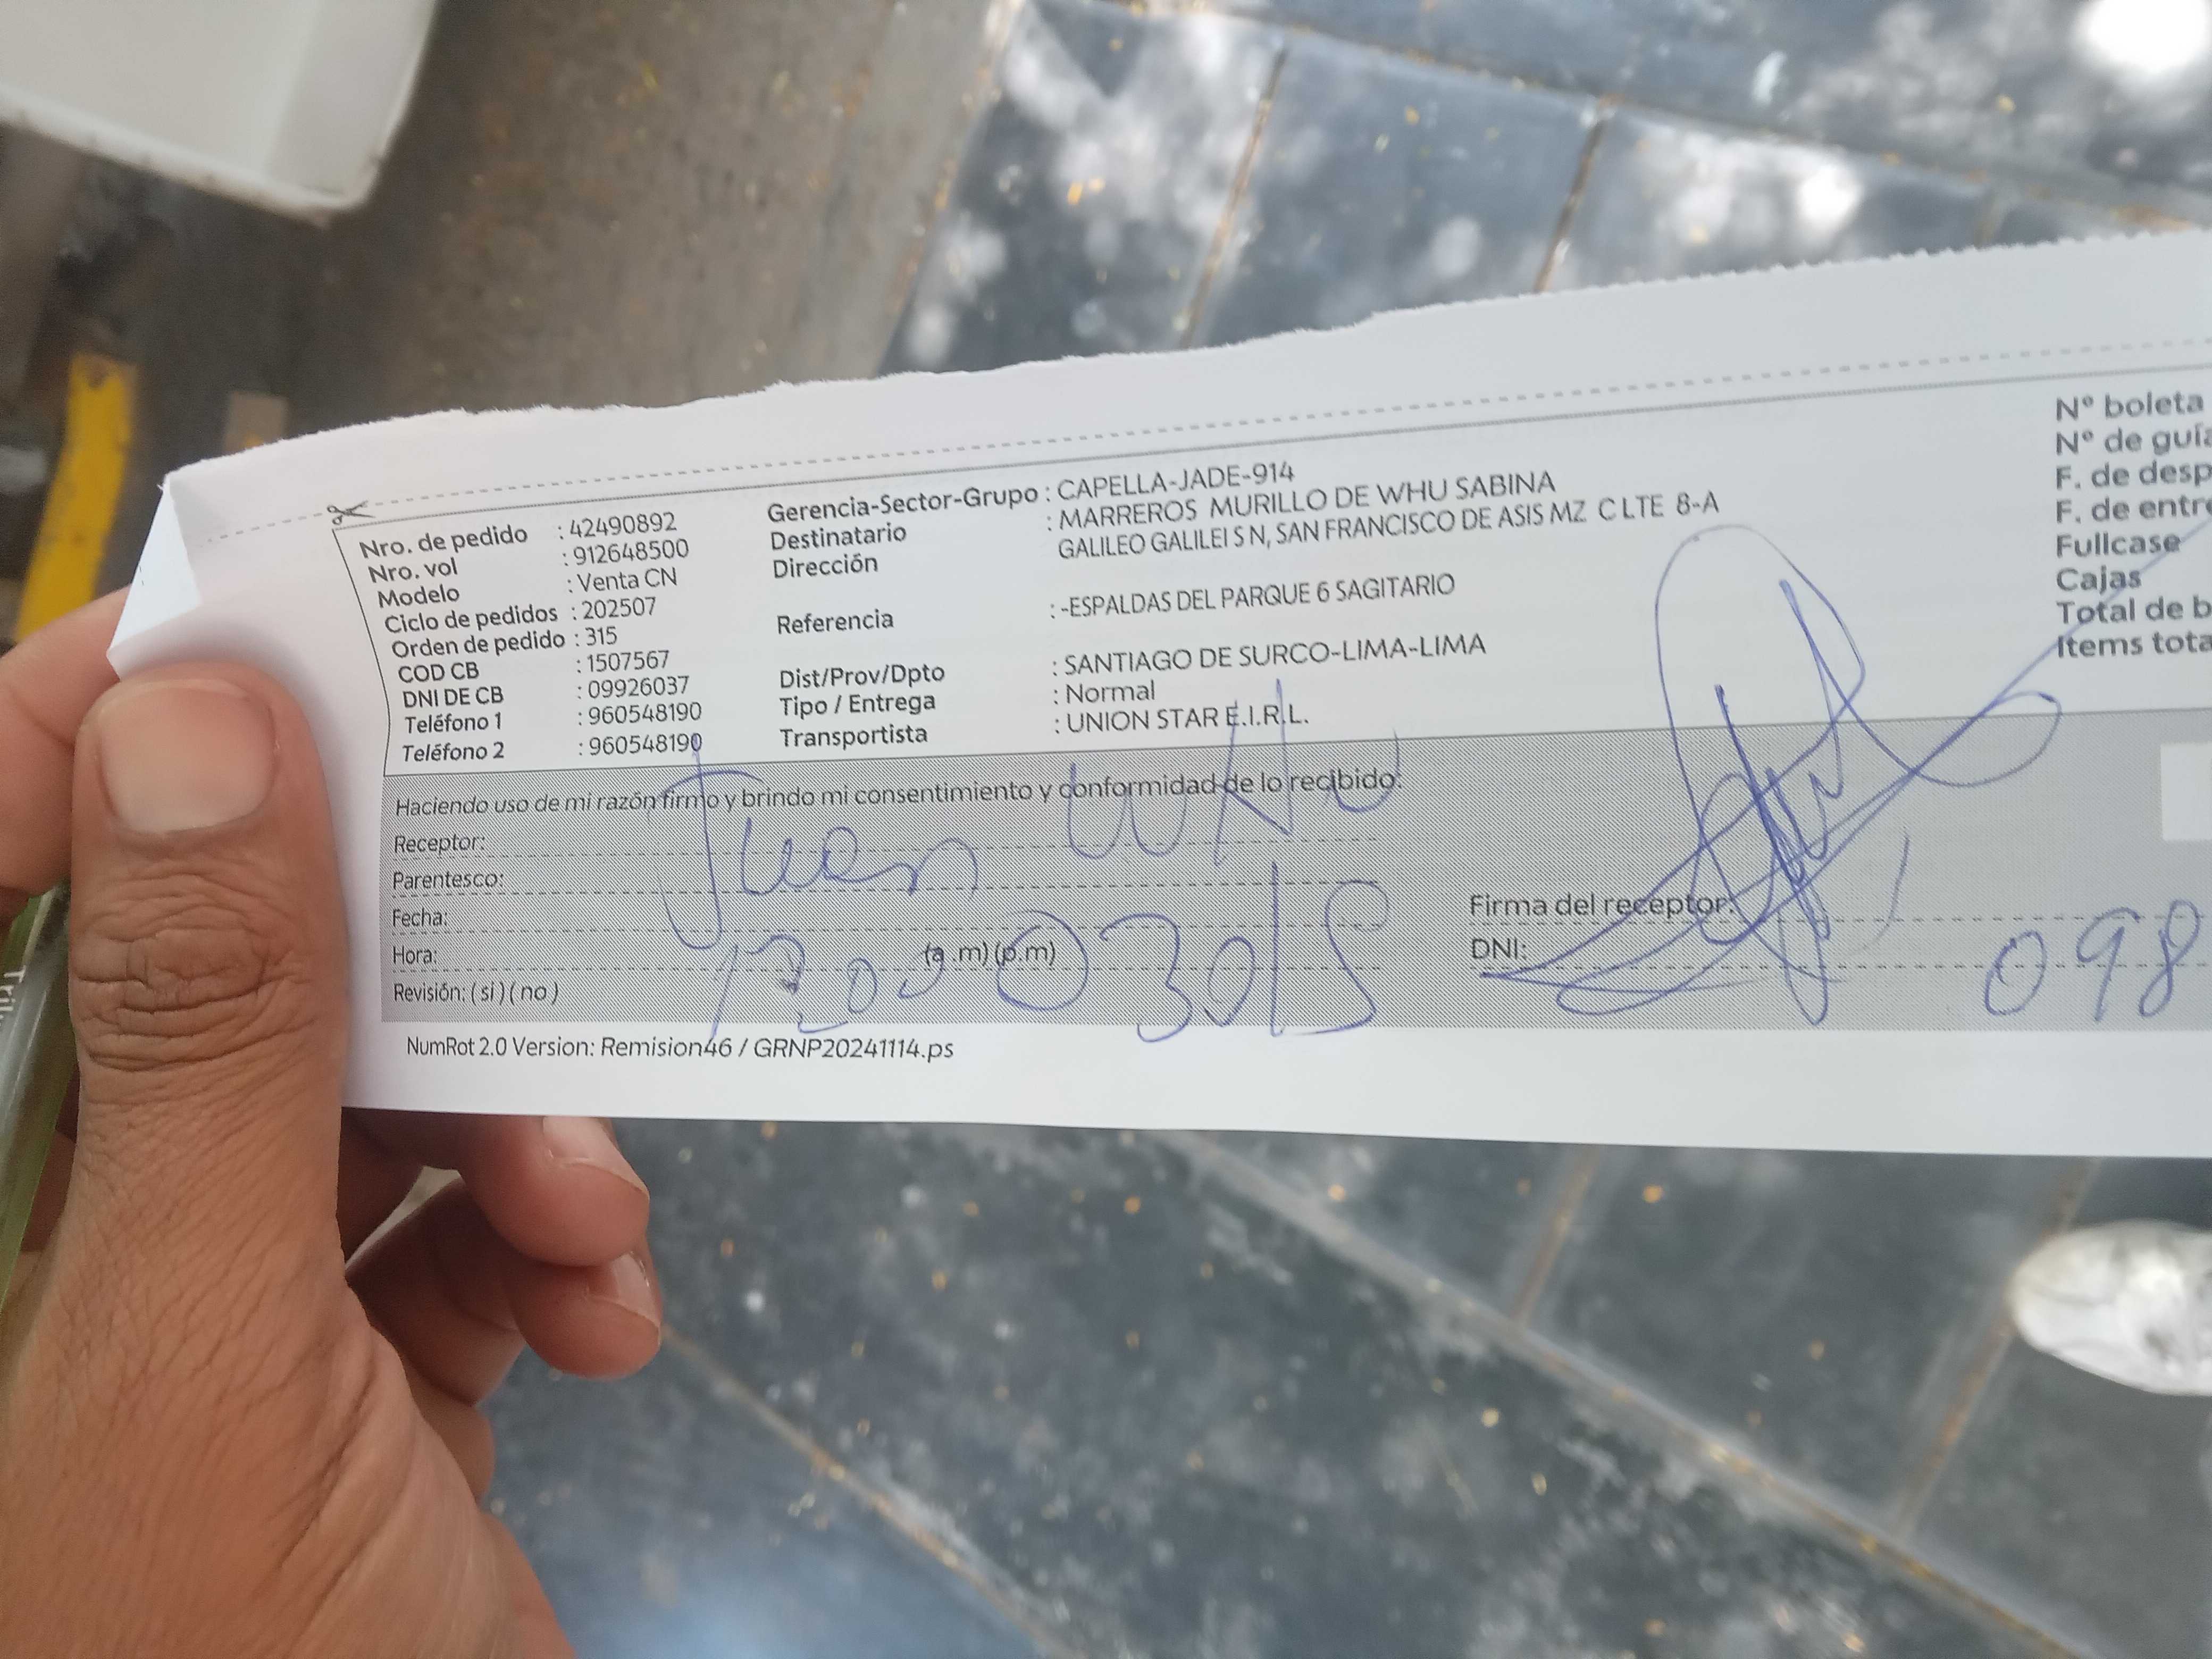 Nro. de pedido : 42490892
Nro. vol : 912648500
Modelo : Venta CN
Ciclo de pedidos : 202507
Orden de pedido : 315
COD CB : 1507567
DNI DE CB : 09926037
Teléfono 1 : 960548190
Teléfono 2 : 960548190
Gerencia-Sector-Grupo : CAPELLA-JADE-914
Destinatario : MARREROS MURILLO DE WHU SABINA
Dirección GALILEO GALILEI S N, SAN FRANCISCO DE ASIS MZ C LTE 8-A
Referencia : -ESPALDAS DEL PARQUE 6 SAGITARIO
Dist/Prov/Dpto : SANTIAGO DE SURCO-LIMA-LIMA
Tipo / Entrega : Normal
Transportista : UNION STAR E.I.R.L.
Nº boleta
Nº de guía
F. de desp
F. de entre
Fullcase
Cajas
Total de b
Items tota
Haciendo uso de mi razón firmo y brindo mi consentimiento y conformidad de lo recibido:
Receptor: Juan WHU
Parentesco:
Fecha:
Hora: (a .m) (p.m)
Revisión: ( si ) ( no )
Firma del receptor:
DNI: 098
NumRot 2.0 Version: Remision46 / GRNP20241114.ps